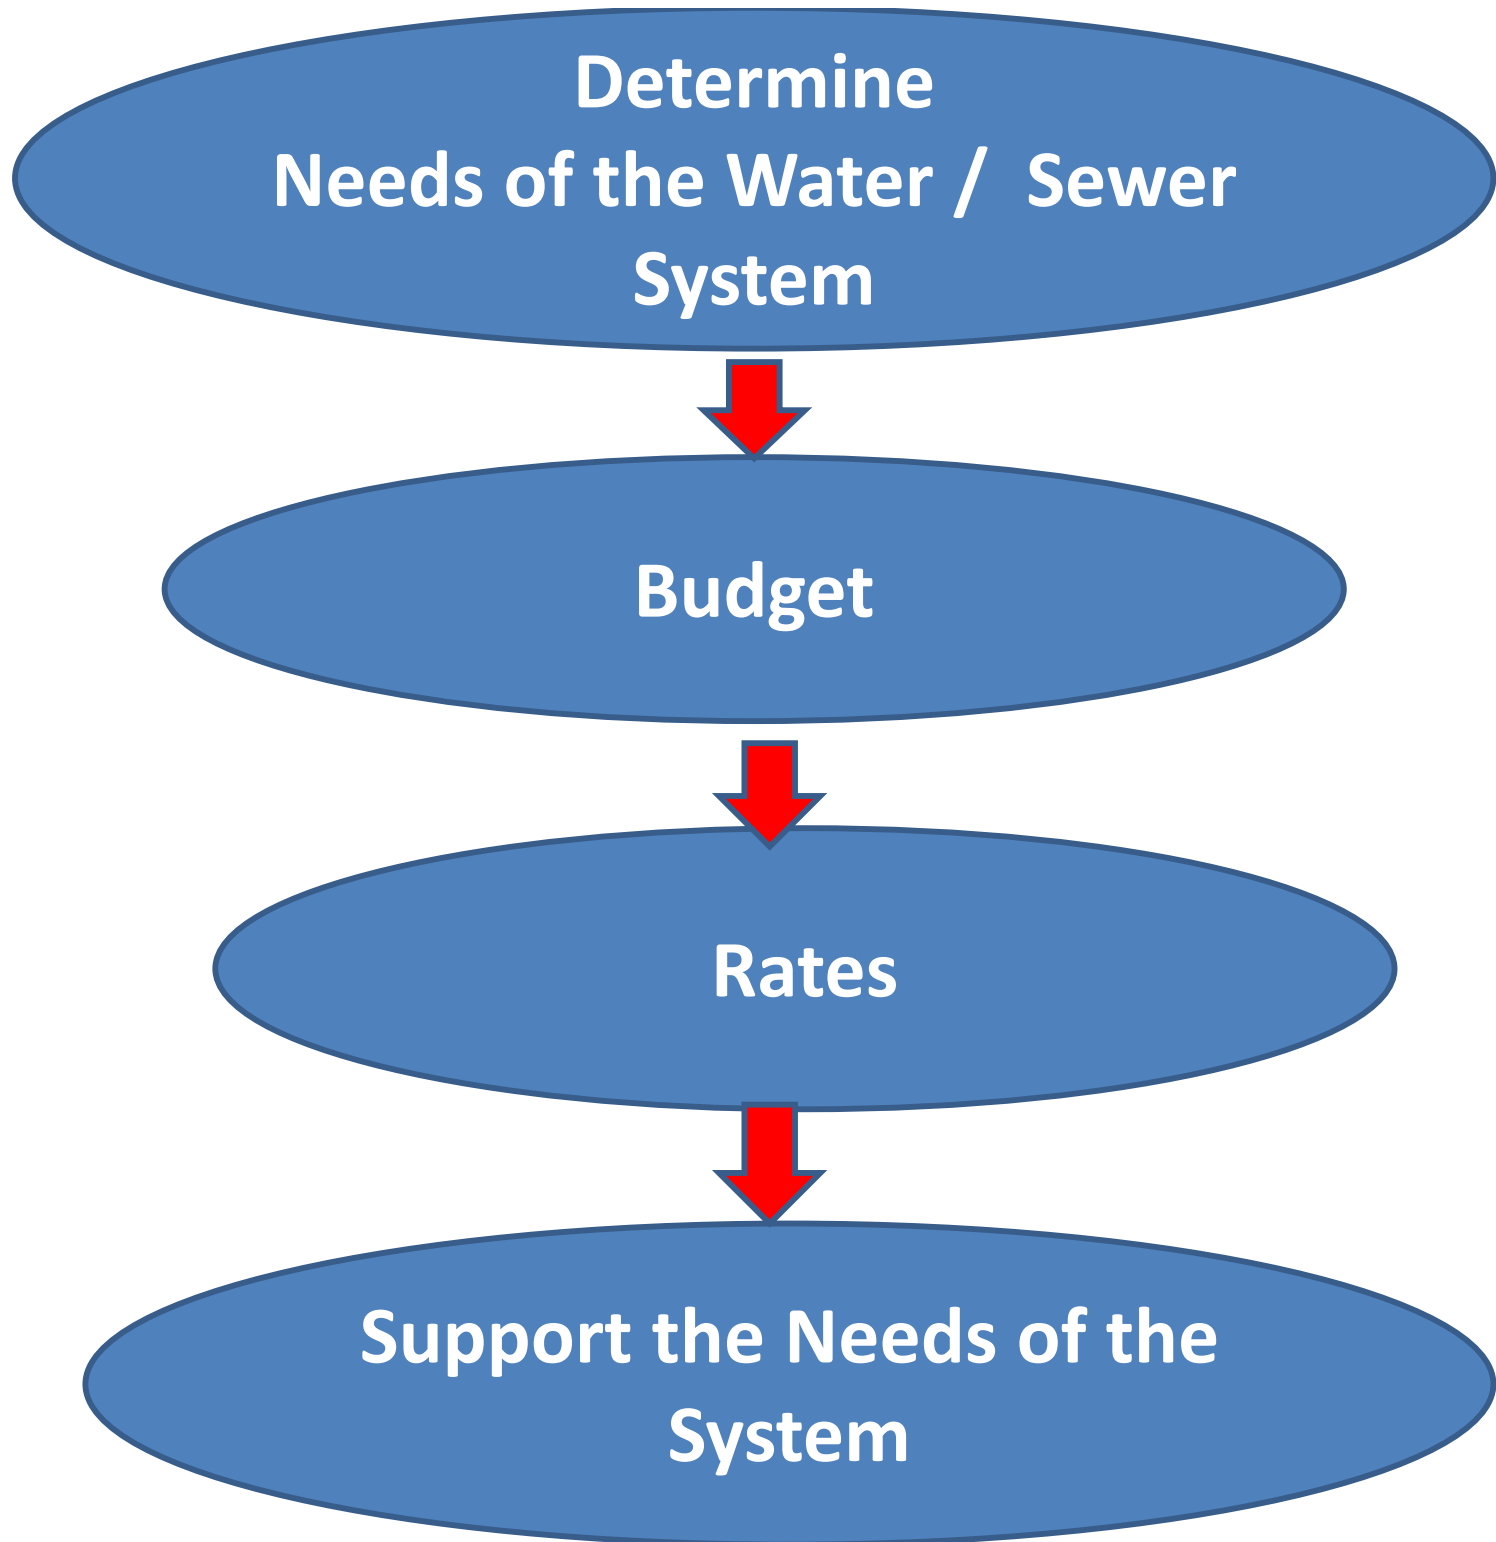 Determine
Needs of the Water /  Sewer
System
Budget
Rates
Support the Needs of the
System